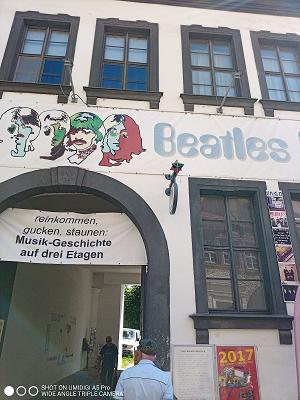 Beatles
reinkommen,
gucken, staunen:
Musik-Geschichte
auf drei Etagen
2017
SHOT ON UMIDIGI A5 Pro
WIDE ANGLE TRIPLE CAMERA